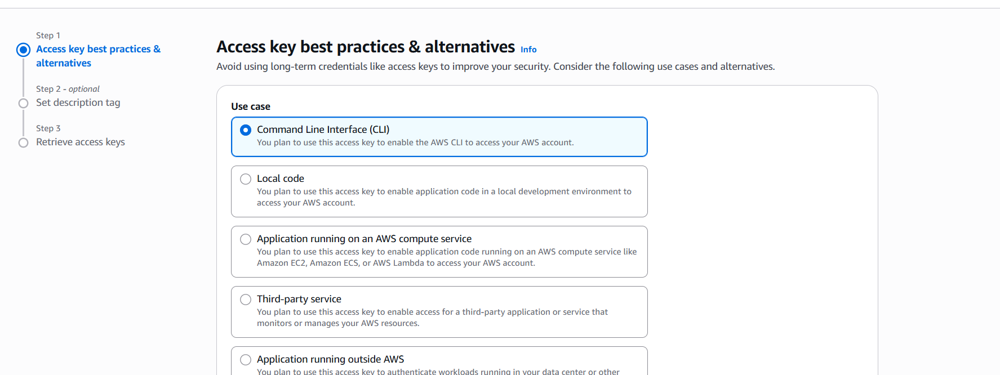 Step 1
Access key best practices &
alternatives
Step 2 - optional
Set description tag
Step 3
Retrieve access keys
Access key best practices & alternatives Info
Avoid using long-term credentials like access keys to improve your security. Consider the following use cases and alternatives.
Use case
Command Line Interface (CLI)
You plan to use this access key to enable the AWS CLI to access your AWS account.
Local code
You plan to use this access key to enable application code in a local development environment to
access your AWS account.
Application running on an AWS compute service
You plan to use this access key to enable application code running on an AWS compute service like
Amazon EC2, Amazon ECS, or AWS Lambda to access your AWS account.
Third-party service
You plan to use this access key to enable access for a third-party application or service that
monitors or manages your AWS resources.
Application running outside AWS
You plan to use this access key to authenticate workloads running in your data center or other